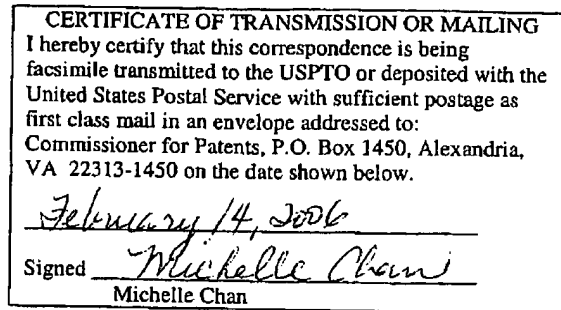 CERTIFICATE OF TRANSMISSION OR MAILING
I hereby certify that this correspondence is being
facsimile transmitted to the USPTO or deposited with the
United States Postal Service with sufficient postage as
first class mail in an envelope addressed to:
Commissioner for Patents, P.O. Box 1450, Alexandria,
VA 22313-1450 on the date shown below.
February 14, 2006
Signed Michelle Chan
Michelle Chan